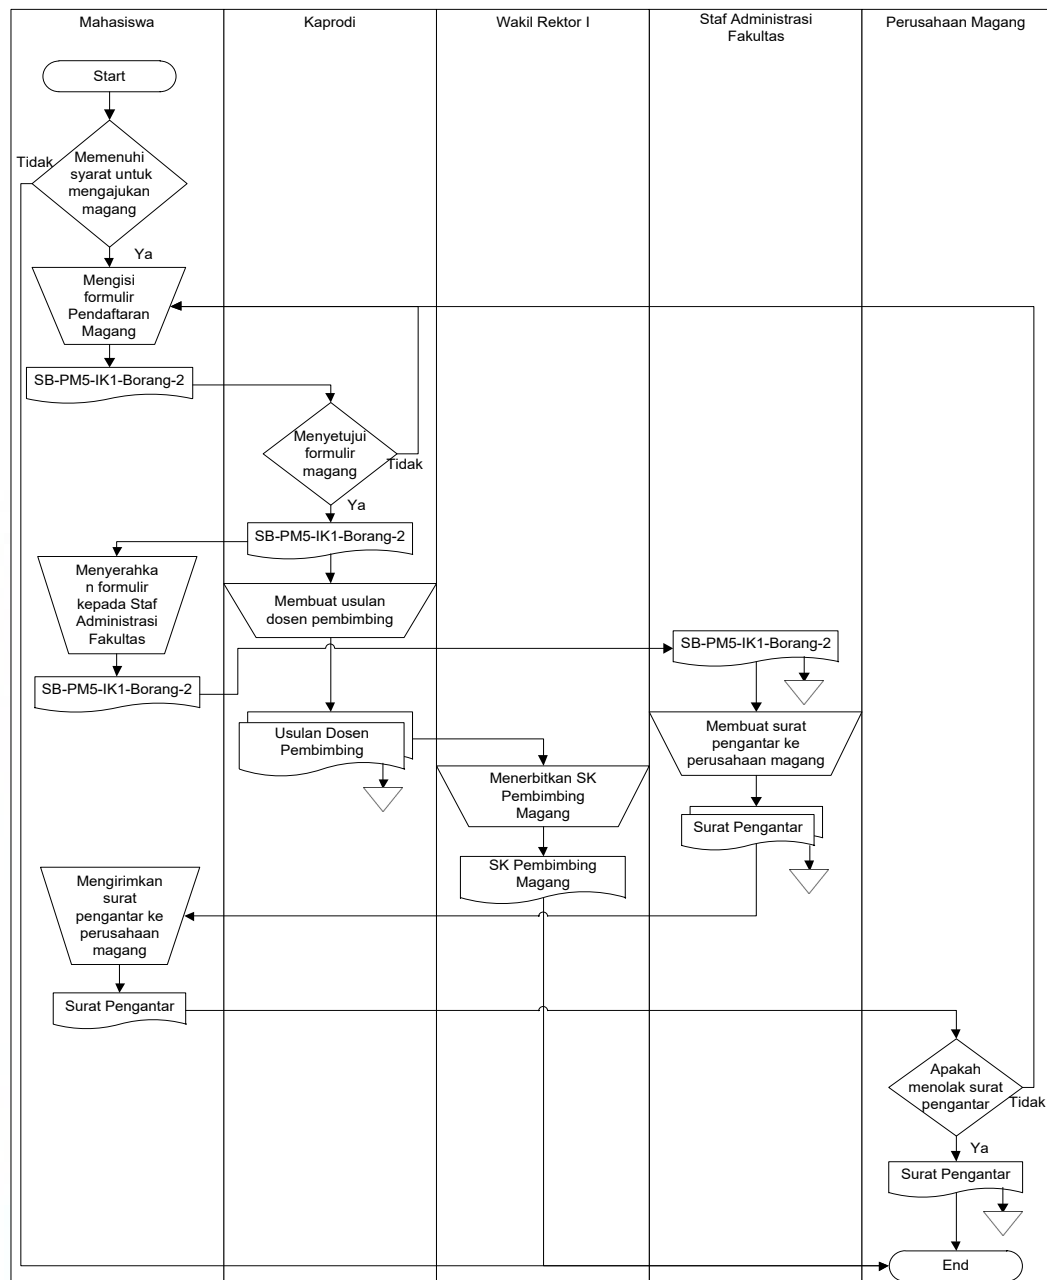 Mahasiswa
Kaprodi
Wakil Rektor I
Staf Administrasi
Fakultas
Perusahaan Magang
Start
Tidak
Memenuhi
syarat untuk
mengajukan
magang
Ya
Mengisi
formulir
Pendaftaran
Magang
SB-PM5-IK1-Borang-2
Menyetujui
formulir
magang
Tidak
Ya
SB-PM5-IK1-Borang-2
Menyerahka
n formulir
kepada Staf
Administrasi
Fakultas
Membuat usulan
dosen pembimbing
SB-PM5-IK1-Borang-2
SB-PM5-IK1-Borang-2
Usulan Dosen
Pembimbing
Membuat surat
pengantar ke
perusahaan magang
Menerbitkan SK
Pembimbing
Magang
Surat Pengantar
SK Pembimbing
Magang
Mengirimkan
surat
pengantar ke
perusahaan
magang
Surat Pengantar
Apakah
menolak surat
pengantar
Tidak
Ya
Surat Pengantar
End